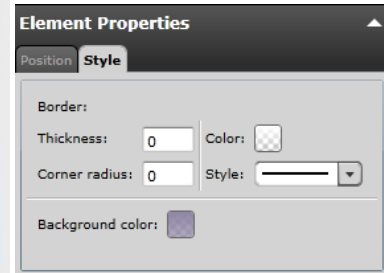 Element Properties
Position Style
Border:
Thickness: 0 Color:
Corner radius: 0 Style:
Background color: